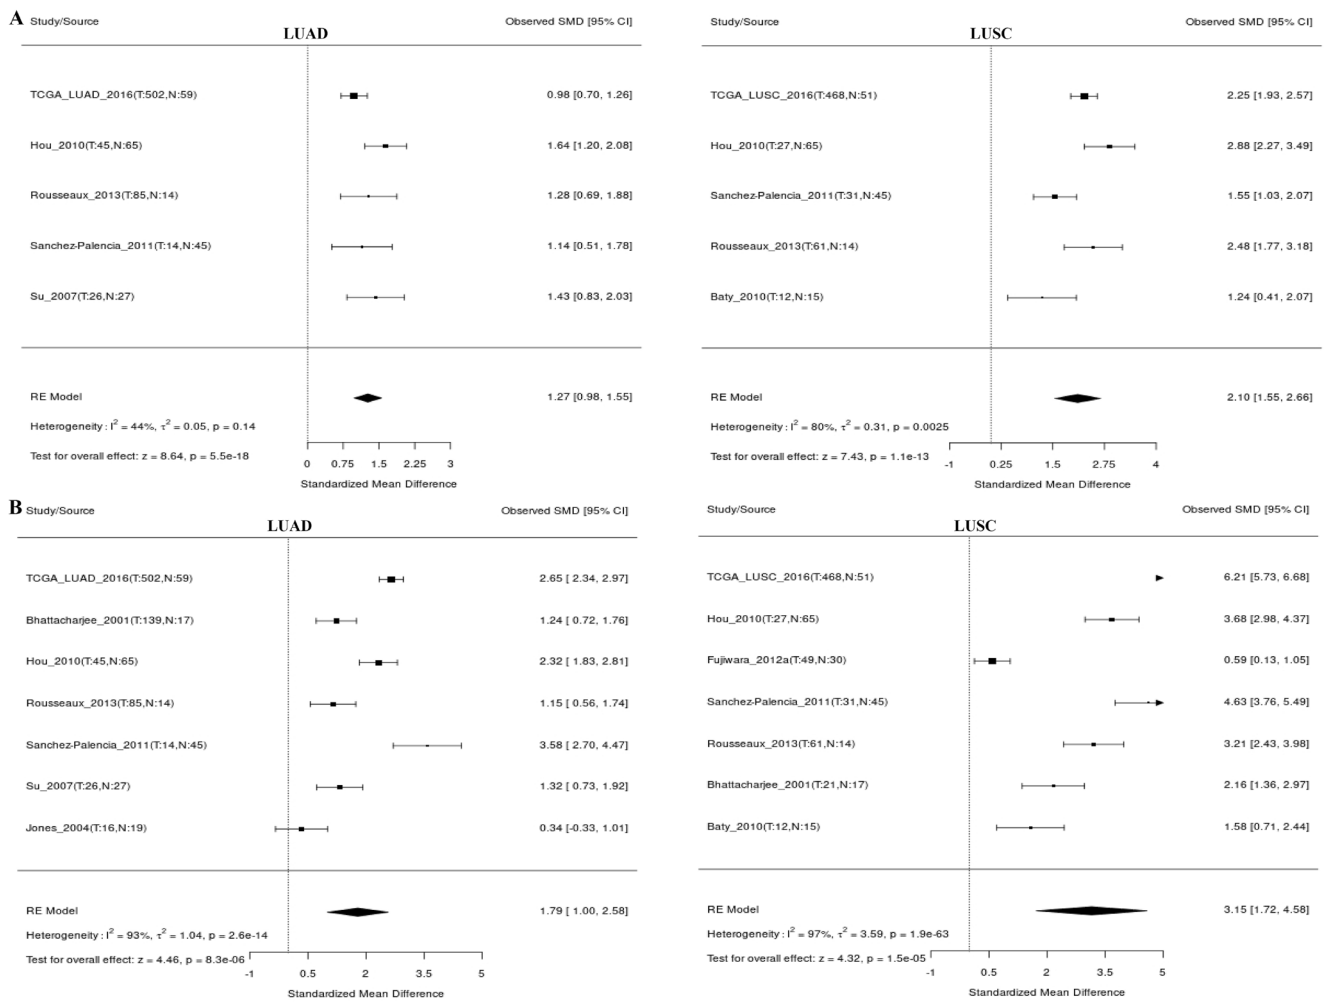 A Study/Source Observed SMD [95% CI]
LUAD
TCGA_LUAD_2016(T:502,N:59) 0.98 [0.70, 1.26]
Hou_2010(T:45,N:65) 1.64 [1.20, 2.08]
Rousseaux_2013(T:85,N:14) 1.28 [0.69, 1.88]
Sanchez-Palencia_2011(T:14,N:45) 1.14 [0.51, 1.78]
Su_2007(T:26,N:27) 1.43 [0.83, 2.03]
RE Model 1.27 [0.98, 1.55]
Heterogeneity : I² = 44%, τ² = 0.05, p = 0.14
Test for overall effect: z = 8.64, p = 5.5e-18
0 0.75 1.5 2.25 3
Standardized Mean Difference
Study/Source Observed SMD [95% CI]
LUSC
TCGA_LUSC_2016(T:468,N:51) 2.25 [1.93, 2.57]
Hou_2010(T:27,N:65) 2.88 [2.27, 3.49]
Sanchez-Palencia_2011(T:31,N:45) 1.55 [1.03, 2.07]
Rousseaux_2013(T:61,N:14) 2.48 [1.77, 3.18]
Baty_2010(T:12,N:15) 1.24 [0.41, 2.07]
RE Model 2.10 [1.55, 2.66]
Heterogeneity : I² = 80%, τ² = 0.31, p = 0.0025
Test for overall effect: z = 7.43, p = 1.1e-13
-1 0.25 1.5 2.75 4
Standardized Mean Difference
B Study/Source Observed SMD [95% CI]
LUAD
TCGA_LUAD_2016(T:502,N:59) 2.65 [ 2.34, 2.97]
Bhattacharjee_2001(T:139,N:17) 1.24 [ 0.72, 1.76]
Hou_2010(T:45,N:65) 2.32 [ 1.83, 2.81]
Rousseaux_2013(T:85,N:14) 1.15 [ 0.56, 1.74]
Sanchez-Palencia_2011(T:14,N:45) 3.58 [ 2.70, 4.47]
Su_2007(T:26,N:27) 1.32 [ 0.73, 1.92]
Jones_2004(T:16,N:19) 0.34 [-0.33, 1.01]
RE Model 1.79 [ 1.00, 2.58]
Heterogeneity : I² = 93%, τ² = 1.04, p = 2.6e-14
Test for overall effect: z = 4.46, p = 8.3e-06
-1 0.5 2 3.5 5
Standardized Mean Difference
Study/Source Observed SMD [95% CI]
LUSC
TCGA_LUSC_2016(T:468,N:51) 6.21 [5.73, 6.68]
Hou_2010(T:27,N:65) 3.68 [2.98, 4.37]
Fujiwara_2012a(T:49,N:30) 0.59 [0.13, 1.05]
Sanchez-Palencia_2011(T:31,N:45) 4.63 [3.76, 5.49]
Rousseaux_2013(T:61,N:14) 3.21 [2.43, 3.98]
Bhattacharjee_2001(T:21,N:17) 2.16 [1.36, 2.97]
Baty_2010(T:12,N:15) 1.58 [0.71, 2.44]
RE Model 3.15 [1.72, 4.58]
Heterogeneity : I² = 97%, τ² = 3.59, p = 1.9e-63
Test for overall effect: z = 4.32, p = 1.5e-05
-1 0.5 2 3.5 5
Standardized Mean Difference